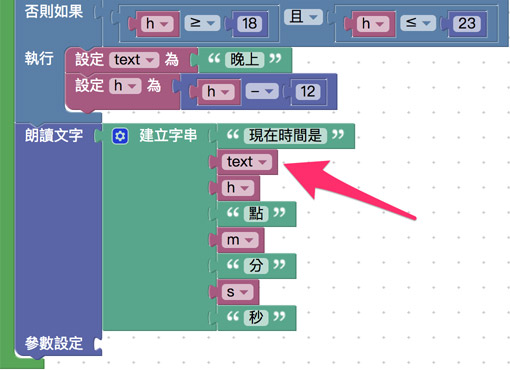 否則如果 h ≥ 18 且 h ≤ 23
執行 設定 text 為 “ 晚上 ”
設定 h 為 h − 12
朗讀文字 建立字串 “ 現在時間是 ”
text
h
“ 點 ”
m
“ 分 ”
s
“ 秒 ”
參數設定